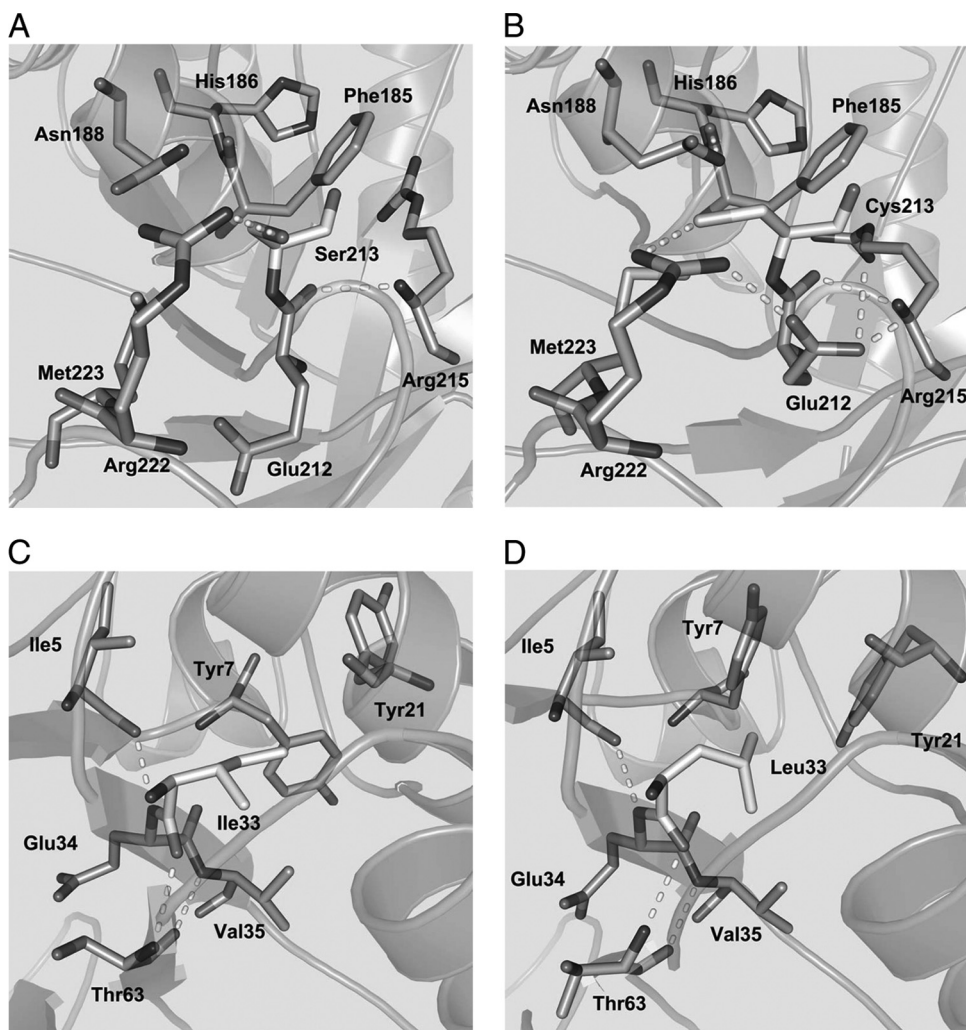 A
His186
Phe185
Asn188
Ser213
Met223
Arg215
Arg222
Glu212
B
His186
Asn188
Phe185
Cys213
Met223
Arg215
Glu212
Arg222
C
Ile5
Tyr7
Tyr21
Ile33
Glu34
Val35
Thr63
D
Tyr7
Ile5
Tyr21
Leu33
Glu34
Val35
Thr63